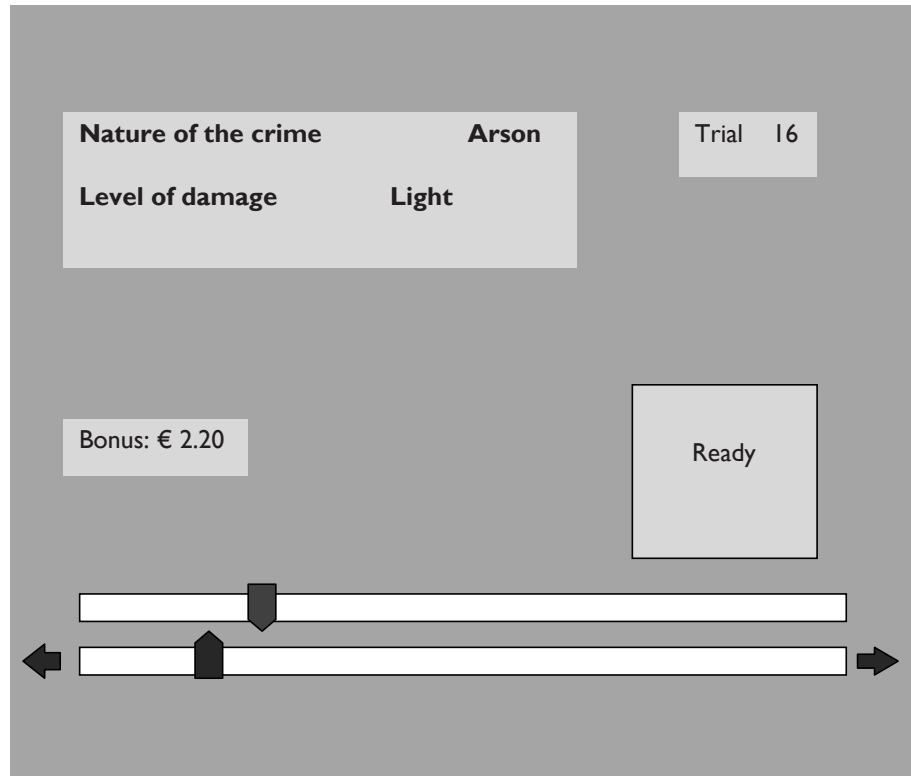 Nature of the crime Arson
Trial 16
Level of damage Light
Bonus: € 2.20
Ready